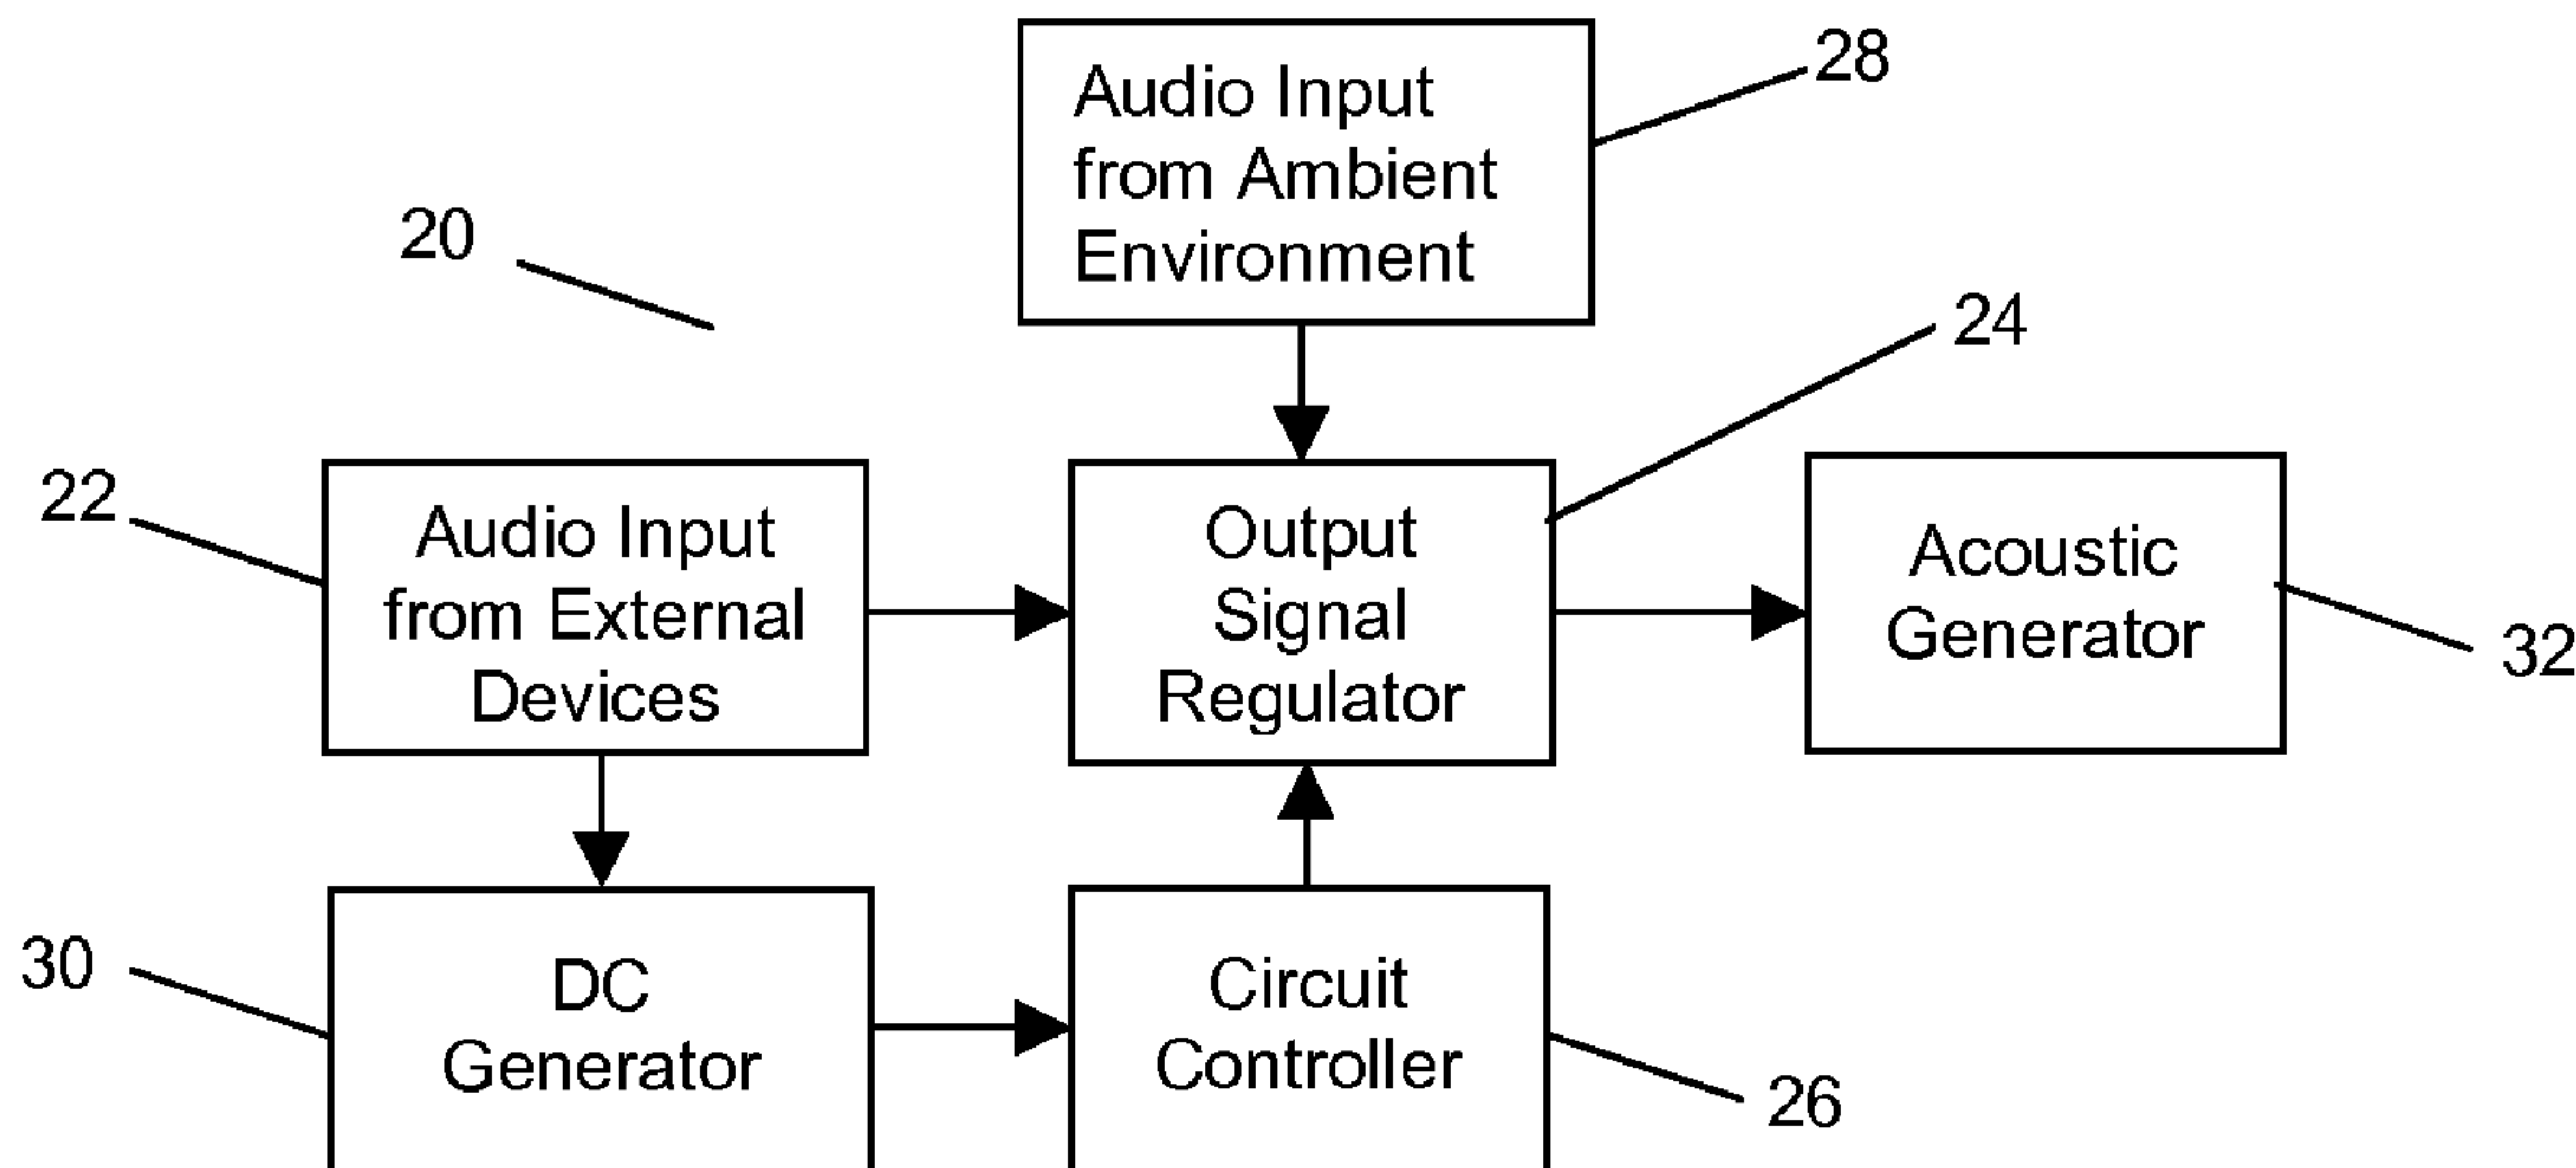 Audio Input
from Ambient
Environment
28
20
24
22
Audio Input
from External
Devices
Output
Signal
Regulator
Acoustic
Generator
32
30
DC
Generator
Circuit
Controller
26